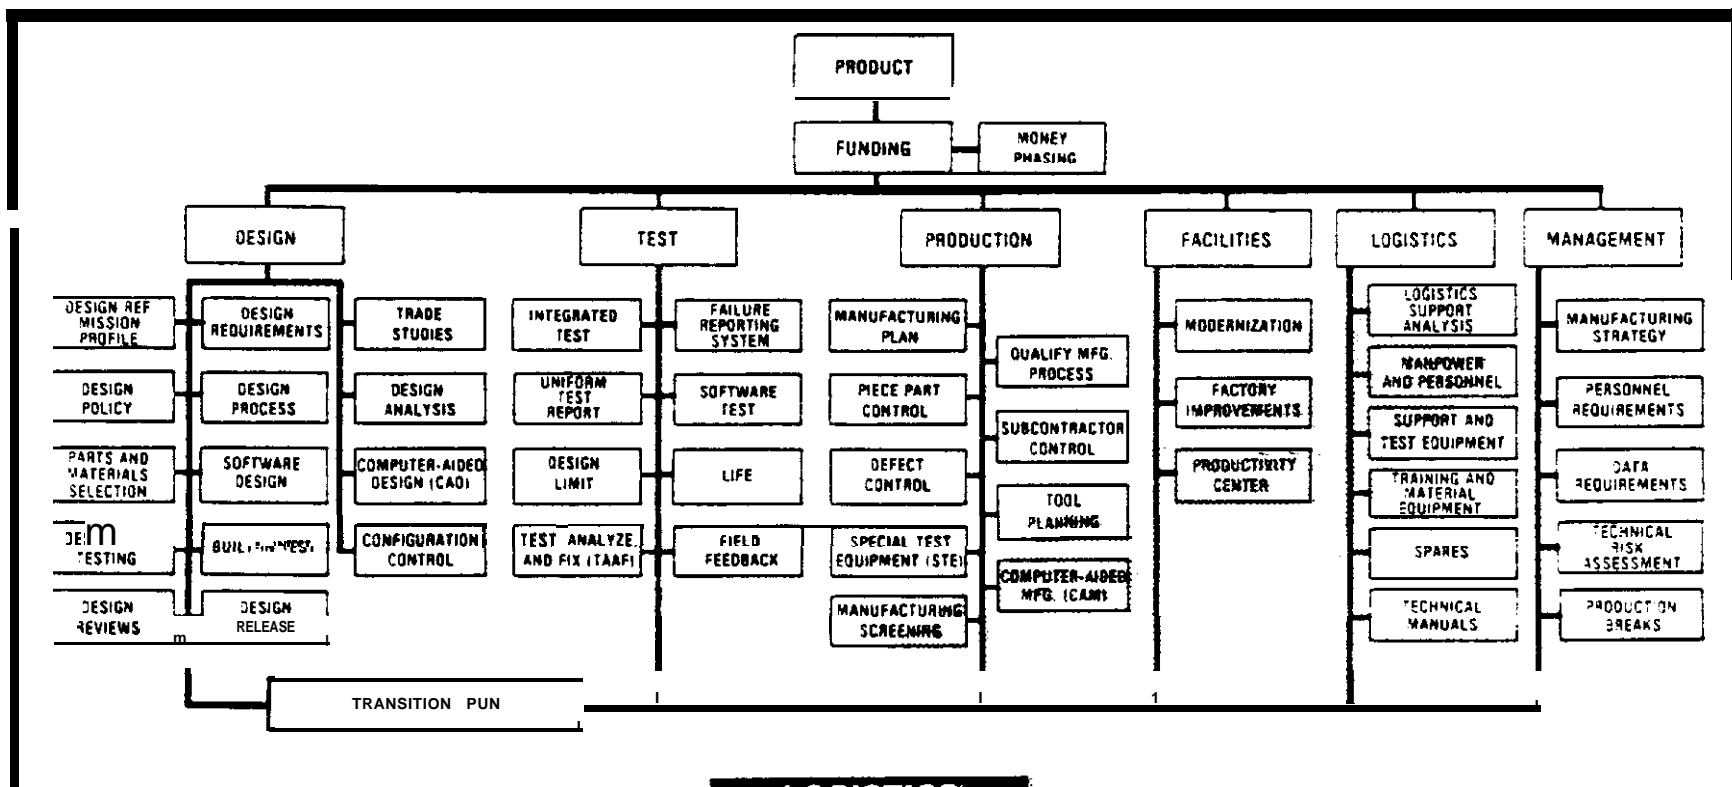 PRODUCT
FUNDING
MONEY
PHASING
DESIGN
TEST
PRODUCTION
FACILITIES
LOGISTICS
MANAGEMENT
DESIGN REF
MISSION
PROFILE
DESIGN
REQUIREMENTS
TRADE
STUDIES
DESIGN
POLICY
DESIGN
PROCESS
DESIGN
ANALYSIS
PARTS AND
MATERIALS
SELECTION
SOFTWARE
DESIGN
COMPUTER-AIDED
DESIGN (CAD)
TESTING
CONFIGURATION
CONTROL
DESIGN
REVIEWS
DESIGN
RELEASE
INTEGRATED
TEST
FAILURE
REPORTING
SYSTEM
UNIFORM
TEST
REPORT
SOFTWARE
TEST
DESIGN
LIMIT
LIFE
TEST ANALYZE
AND FIX (TAAF)
FIELD
FEEDBACK
MANUFACTURING
PLAN
QUALIFY MFG.
PROCESS
PIECE PART
CONTROL
SUBCONTRACTOR
CONTROL
DEFECT
CONTROL
TOOL
PLANNING
SPECIAL TEST
EQUIPMENT (STE)
COMPUTER-AIDED
MFG. (CAM)
MANUFACTURING
SCREENING
MODERNIZATION
FACTORY
IMPROVEMENTS
PRODUCTIVITY
CENTER
LOGISTICS
SUPPORT
ANALYSIS
MANPOWER
AND PERSONNEL
SUPPORT AND
TEST EQUIPMENT
TRAINING AND
MATERIAL
EQUIPMENT
SPARES
TECHNICAL
MANUALS
MANUFACTURING
STRATEGY
PERSONNEL
REQUIREMENTS
DATA
REQUIREMENTS
TECHNICAL
RISK
ASSESSMENT
PRODUCTION
BREAKS
TRANSITION PUN